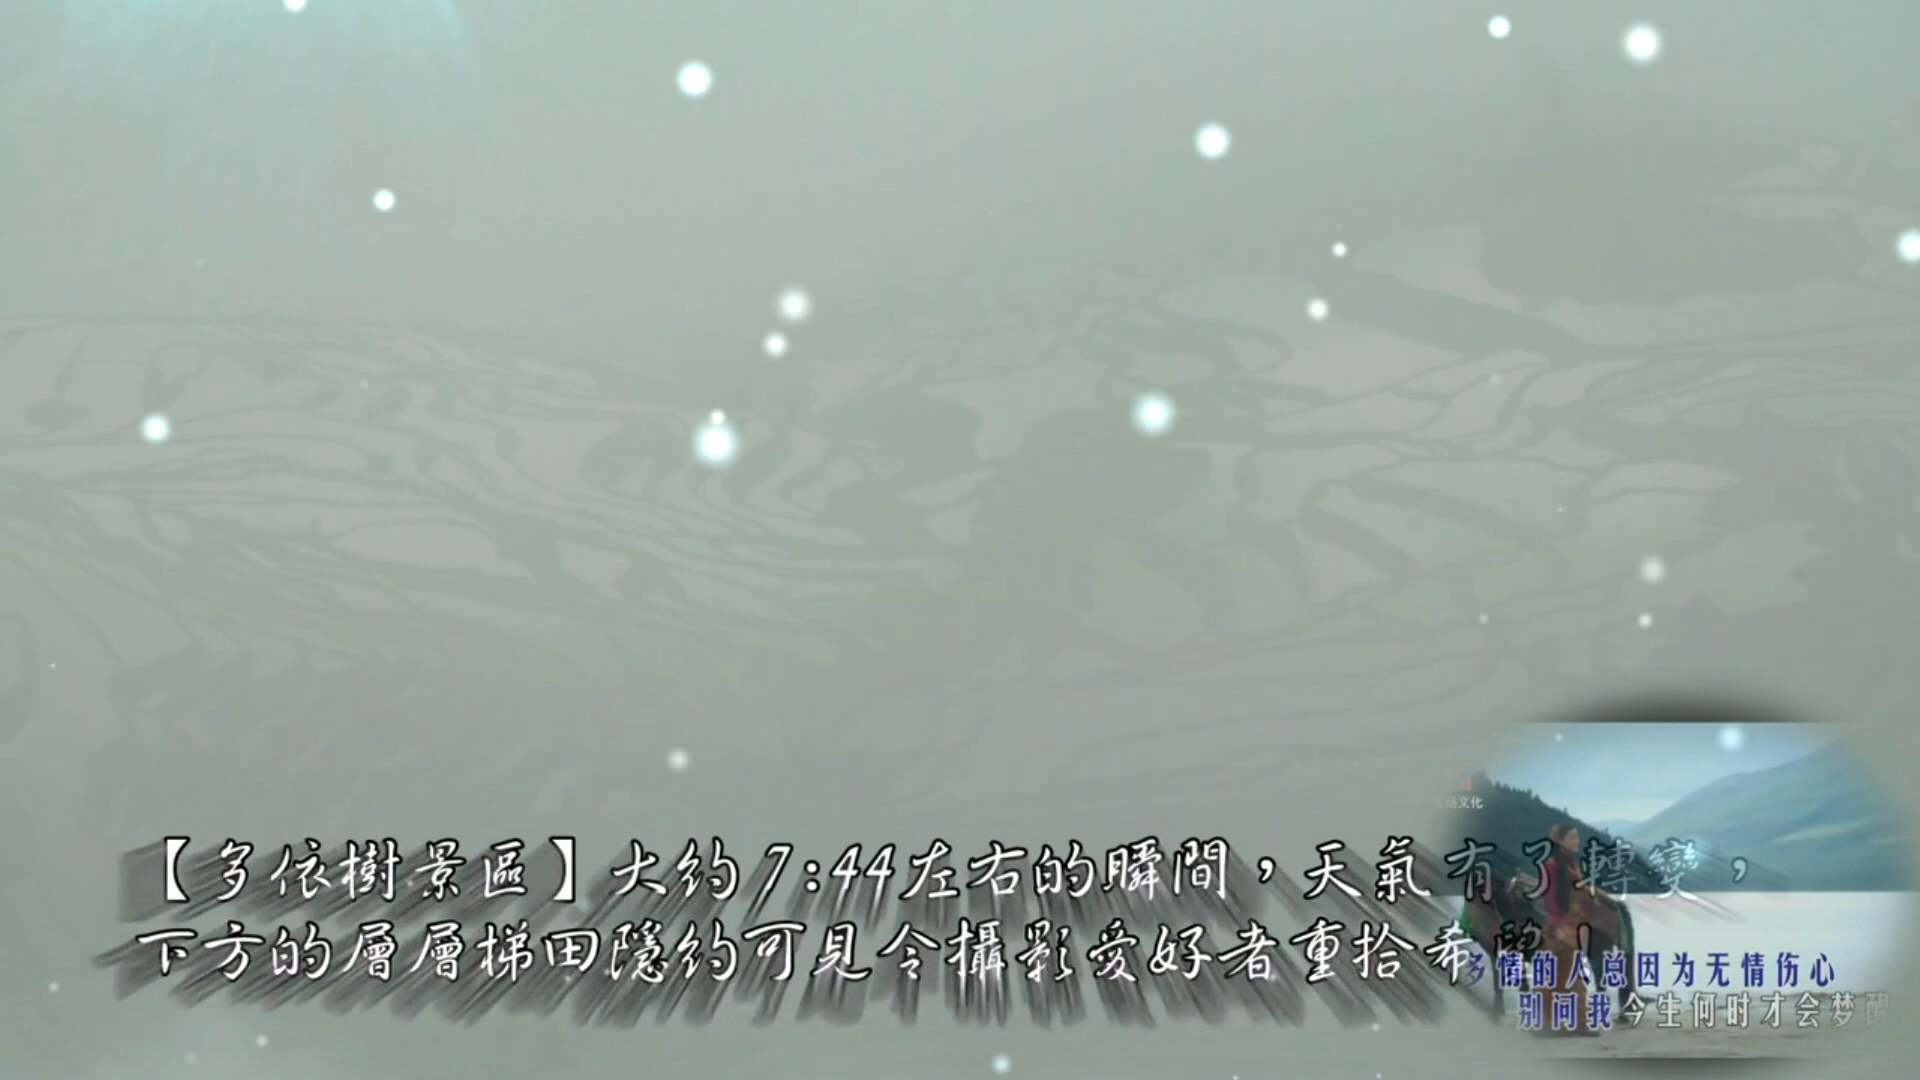 【多依樹景區】大約7:44左右的瞬間，天氣有了轉變，
下方的層層梯田隱約可見令攝影愛好者重拾希望！
扬文化
多情的人总因为无情伤心
别问我今生何时才会梦醒